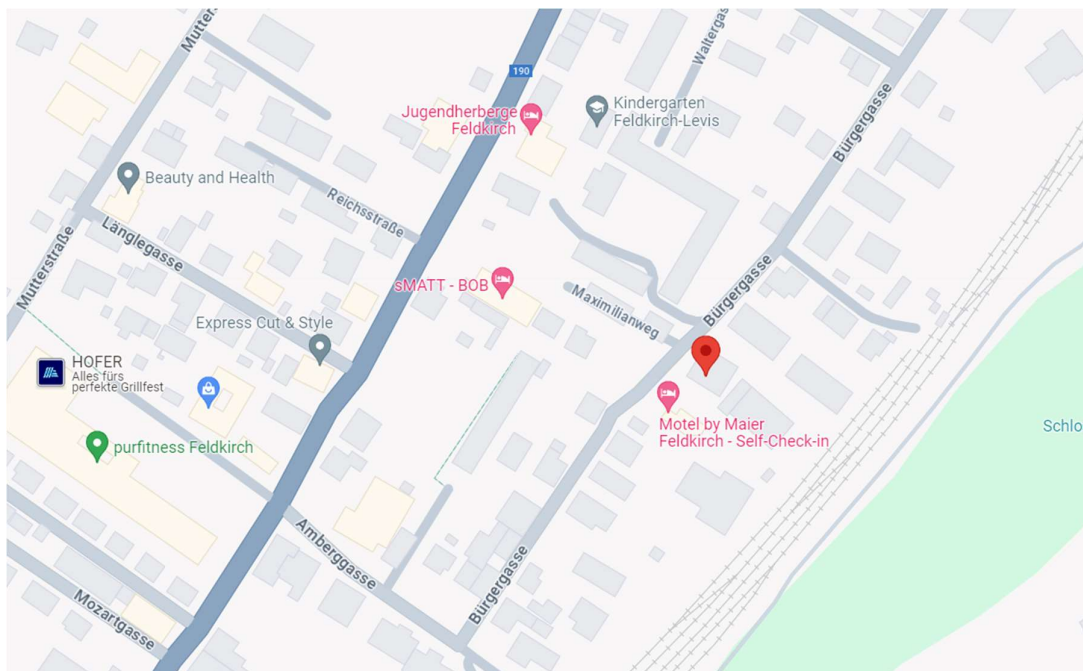 Mutters
190
Waltergasse
Jugendherberge
Feldkirch
Kindergarten
Feldkirch-Levis
Bürgergasse
Beauty and Health
Reichsstraße
Länglegasse
Mutterstraße
sMATT - BOB
Bürgergasse
Maximilianweg
Express Cut & Style
HOFER
Alles fürs
perfekte Grillfest
Motel by Maier
Feldkirch - Self-Check-in
Schlo
purfitness Feldkirch
Amberggasse
Bürgergasse
Mozartgasse